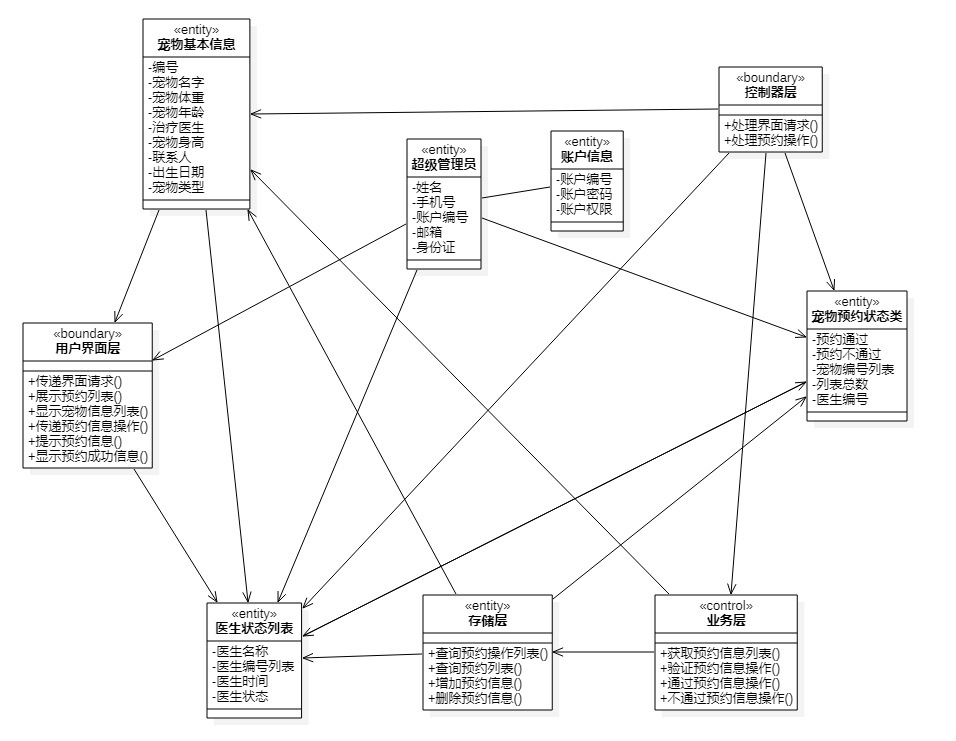 «entity»
宠物基本信息
-编号
-宠物名字
-宠物体重
-宠物年龄
-治疗医生
-宠物身高
-联系人
-出生日期
-宠物类型
«boundary»
控制器层
+处理界面请求()
+处理预约操作()
«entity»
超级管理员
-姓名
-手机号
-账户编号
-邮箱
-身份证
«entity»
账户信息
-账户编号
-账户密码
-账户权限
«boundary»
用户界面层
+传递界面请求()
+展示预约列表()
+显示宠物信息列表()
+传递预约信息操作()
+提示预约信息()
+显示预约成功信息()
«entity»
宠物预约状态类
-预约通过
-预约不通过
-宠物编号列表
-列表总数
-医生编号
«entity»
医生状态列表
-医生名称
-医生编号列表
-医生时间
-医生状态
«entity»
存储层
+查询预约操作列表()
+查询预约列表()
+增加预约信息()
+删除预约信息()
«control»
业务层
+获取预约信息列表()
+验证预约信息操作()
+通过预约信息操作()
+不通过预约信息操作()